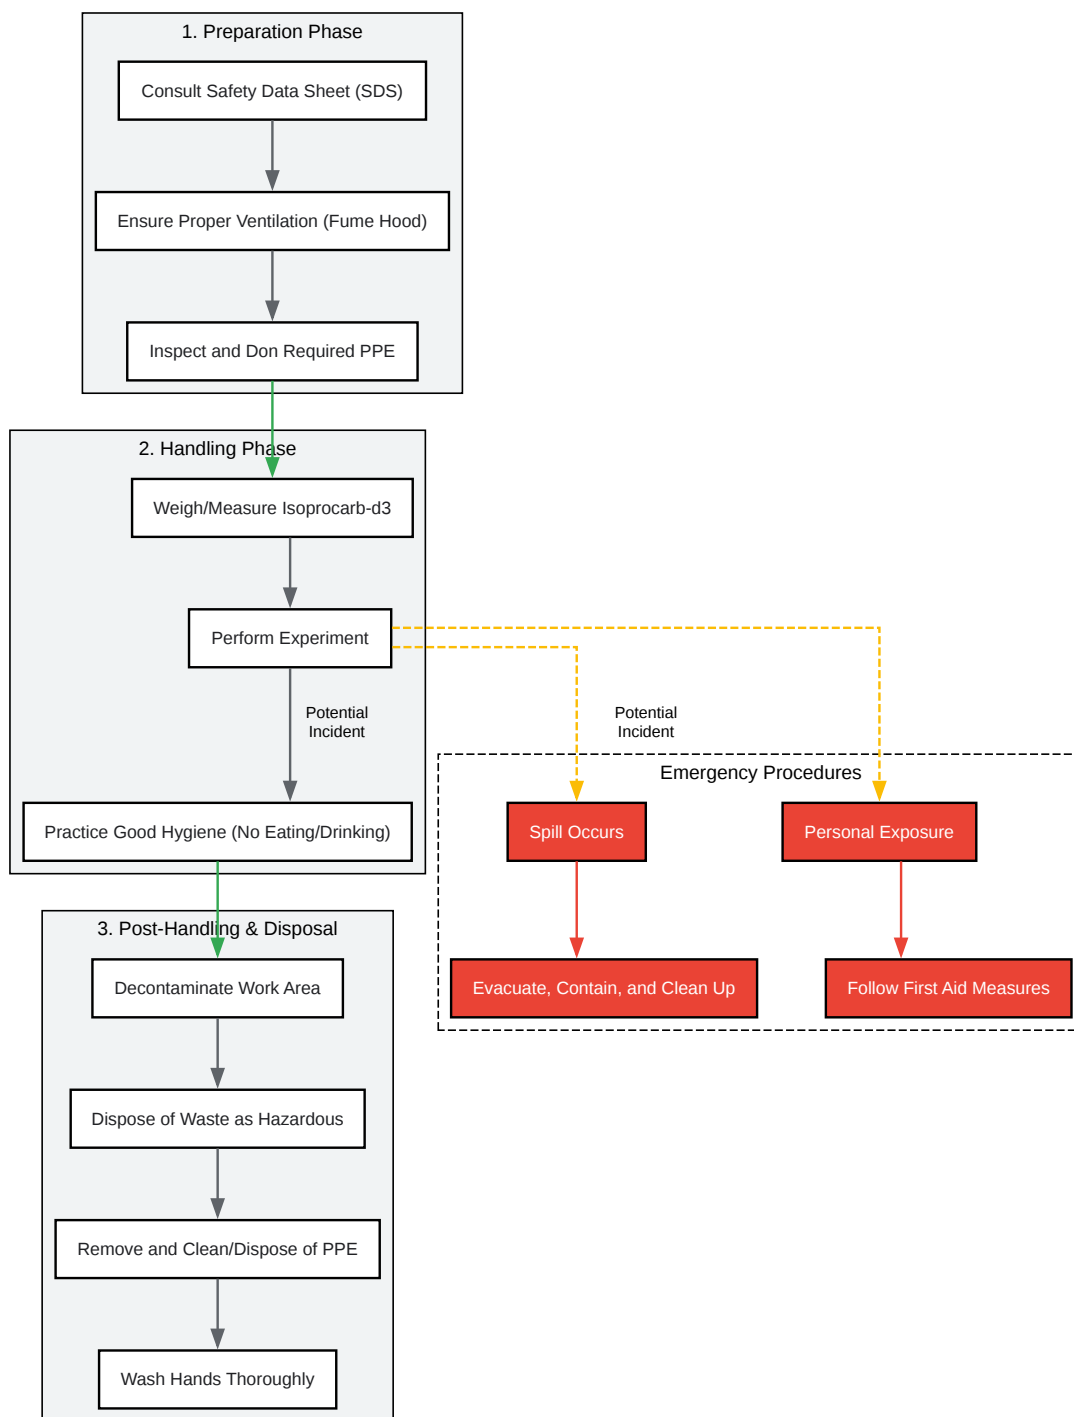 1. Preparation Phase
Consult Safety Data Sheet (SDS)
Ensure Proper Ventilation (Fume Hood)
Inspect and Don Required PPE
2. Handling Phase
Weigh/Measure Isoprocarb-d3
Perform Experiment
Potential
Incident
Potential
Incident
Practice Good Hygiene (No Eating/Drinking)
Emergency Procedures
Spill Occurs
Personal Exposure
Evacuate, Contain, and Clean Up
Follow First Aid Measures
3. Post-Handling & Disposal
Decontaminate Work Area
Dispose of Waste as Hazardous
Remove and Clean/Dispose of PPE
Wash Hands Thoroughly